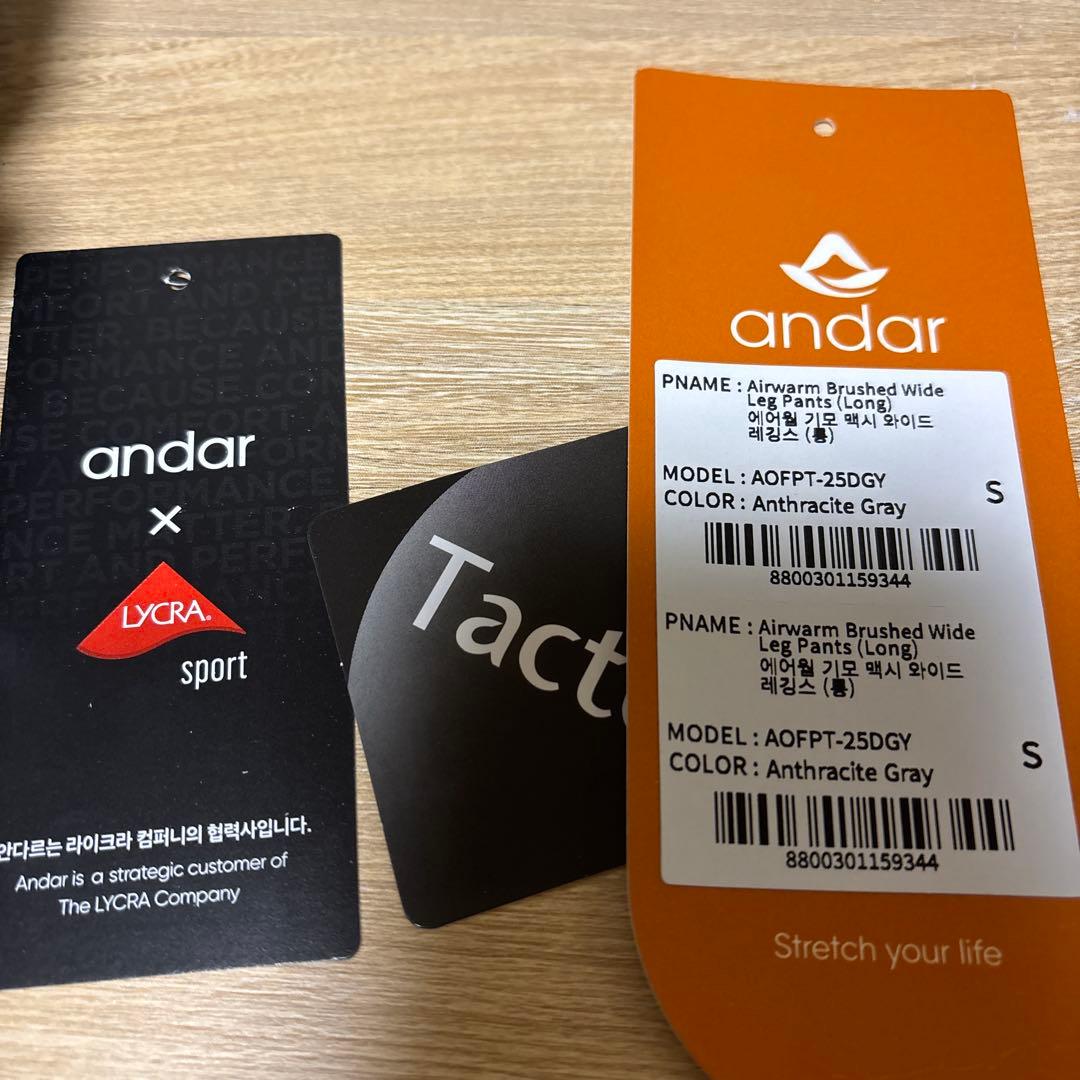 andar
×
LYCRA®
sport
안다르는 라이크라 컴퍼니의 협력사입니다.
Andar is a strategic customer of
The LYCRA Company
Tact
andar
PNAME : Airwarm Brushed Wide
Leg Pants (Long)
에어웜 기모 맥시 와이드
레깅스 (롱)
MODEL : AOFPT-25DGY
COLOR : Anthracite Gray
S
8800301159344
PNAME : Airwarm Brushed Wide
Leg Pants (Long)
에어웜 기모 맥시 와이드
레깅스 (롱)
MODEL : AOFPT-25DGY
COLOR : Anthracite Gray
S
8800301159344
Stretch your life